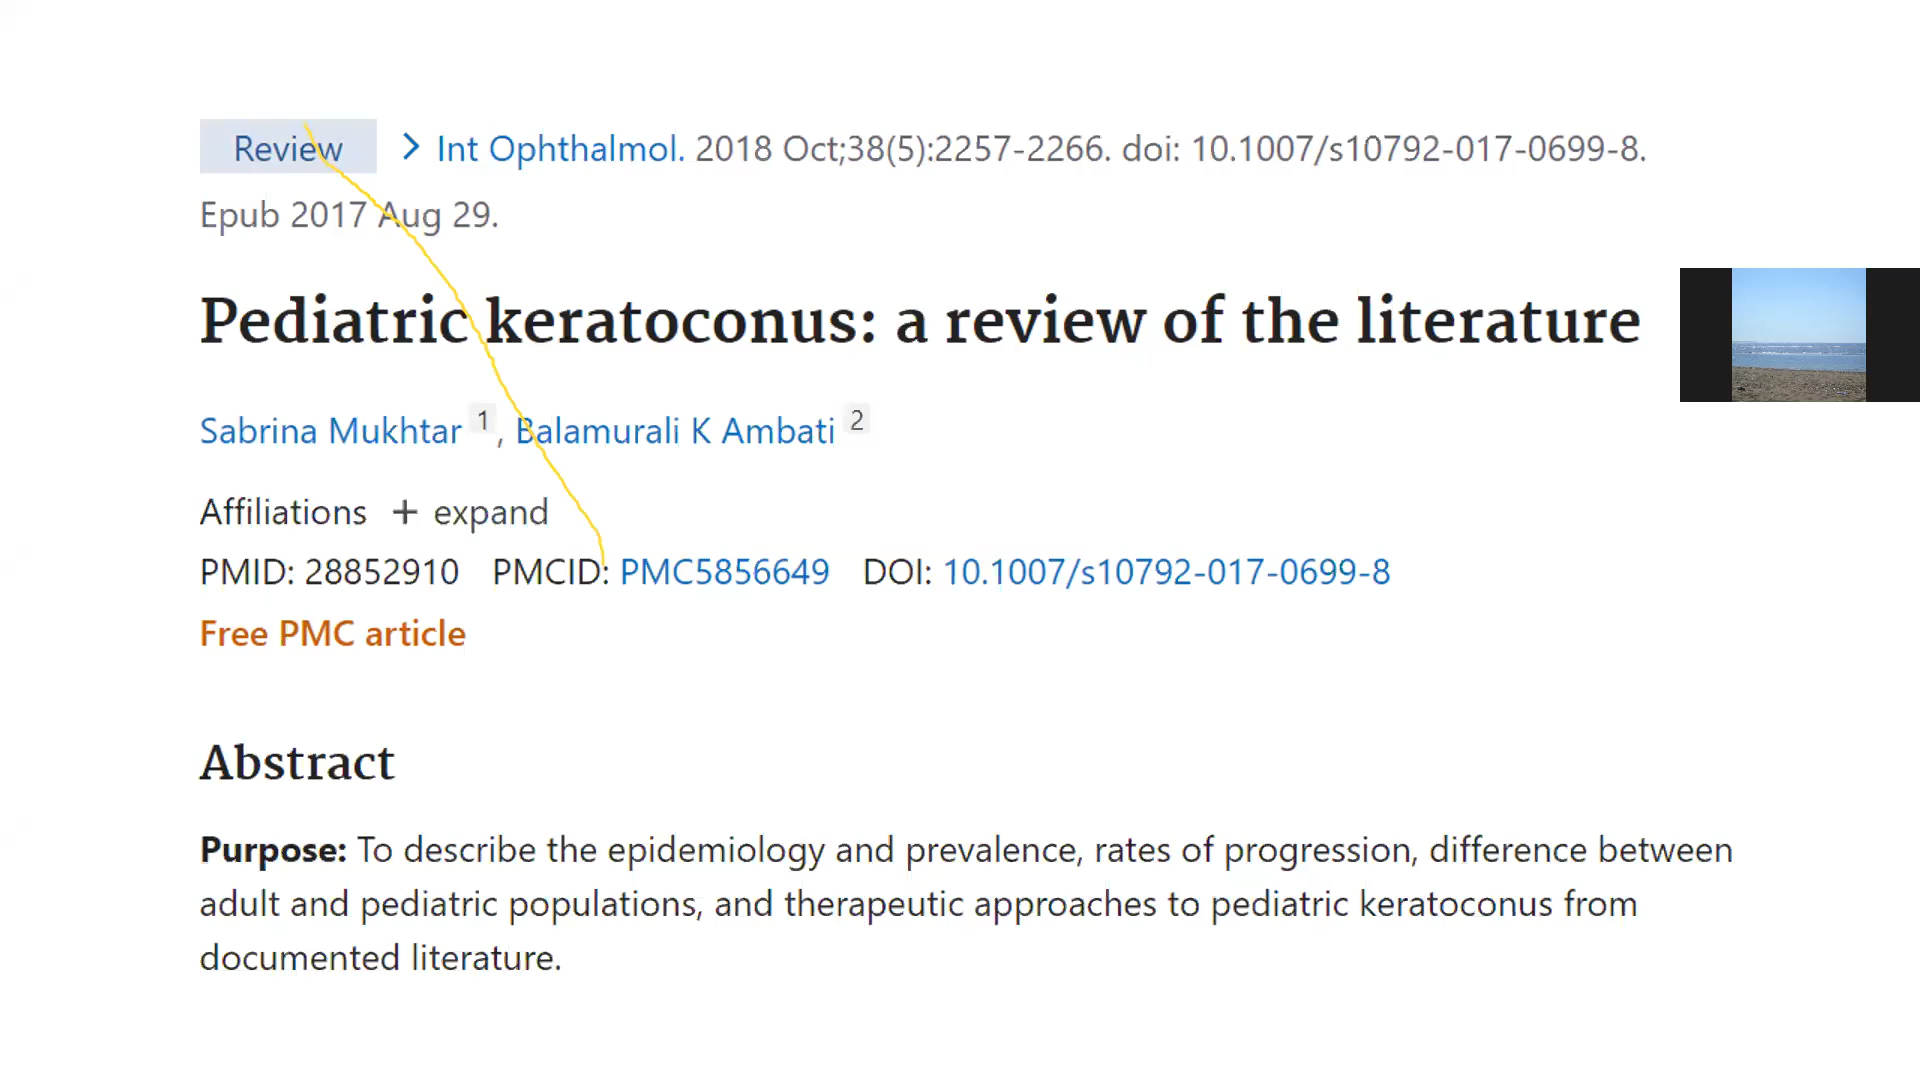 Review > Int Ophthalmol. 2018 Oct;38(5):2257-2266. doi: 10.1007/s10792-017-0699-8.
Epub 2017 Aug 29.
Pediatric keratoconus: a review of the literature
Sabrina Mukhtar 1 , Balamurali K Ambati 2
Affiliations + expand
PMID: 28852910 PMCID: PMC5856649 DOI: 10.1007/s10792-017-0699-8
Free PMC article
Abstract
Purpose: To describe the epidemiology and prevalence, rates of progression, difference between
adult and pediatric populations, and therapeutic approaches to pediatric keratoconus from
documented literature.